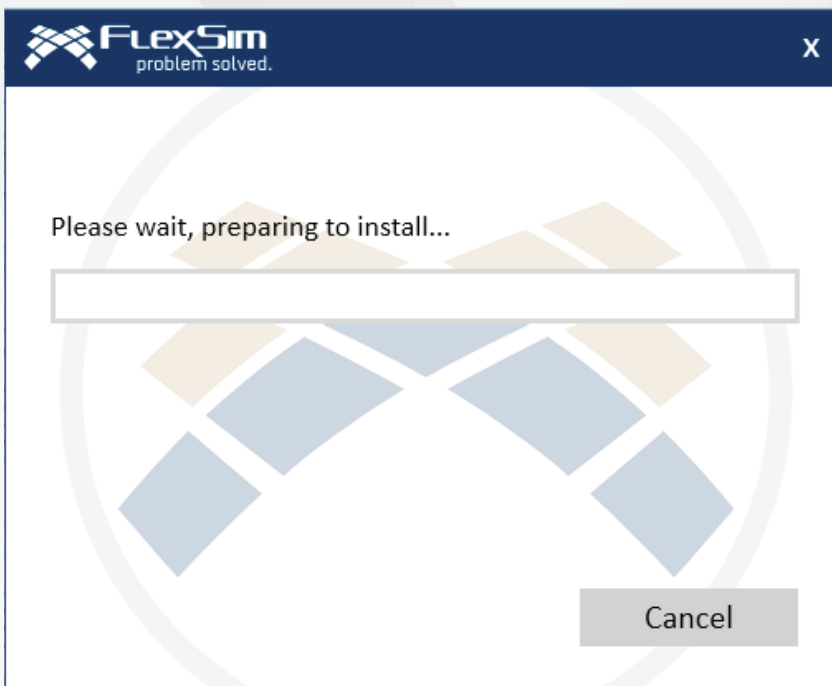 FLEXSIM
problem solved.
X
Please wait, preparing to install...
Cancel